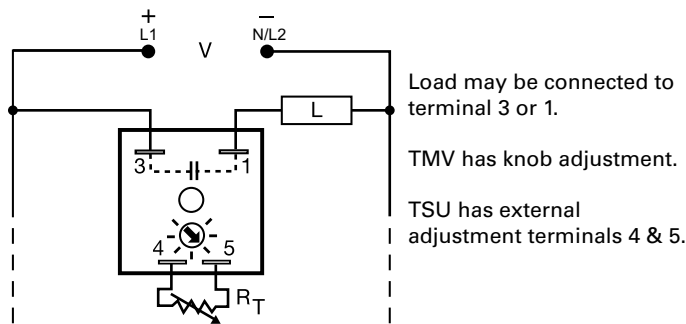 + −
L1 N/L2
V
L
3 1
4 5
RT
Load may be connected to
terminal 3 or 1.
TMV has knob adjustment.
TSU has external
adjustment terminals 4 & 5.